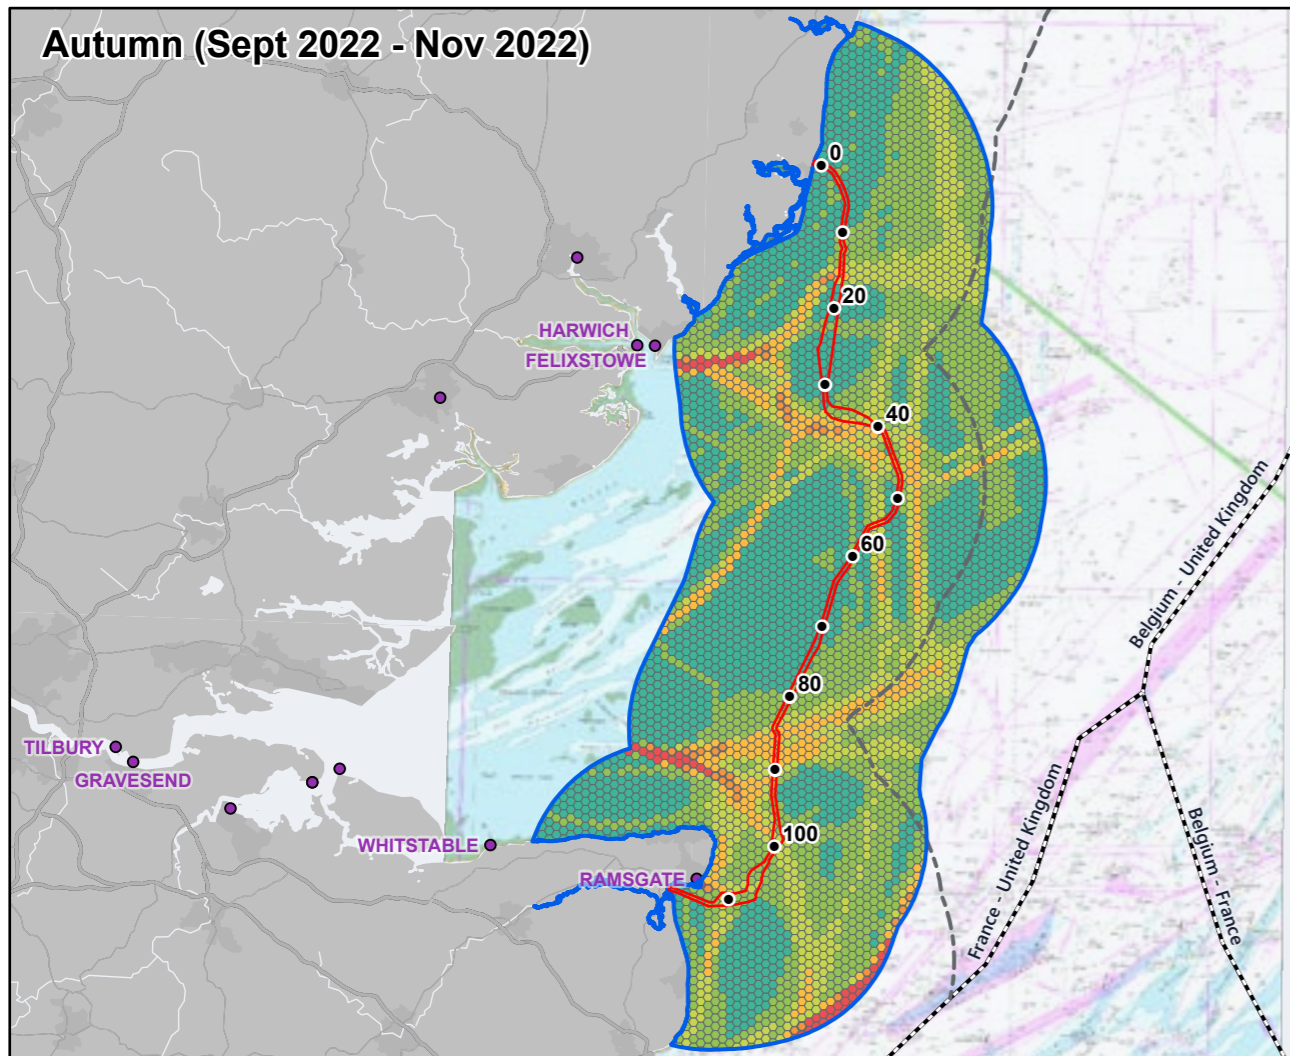 Autumn (Sept 2022 - Nov 2022)
0
20
HARWICH
FELIXSTOWE
40
60
Belgium - United Kingdom
80
TILBURY
GRAVESEND
France - United Kingdom
Belgium - France
100
WHITSTABLE
RAMSGATE